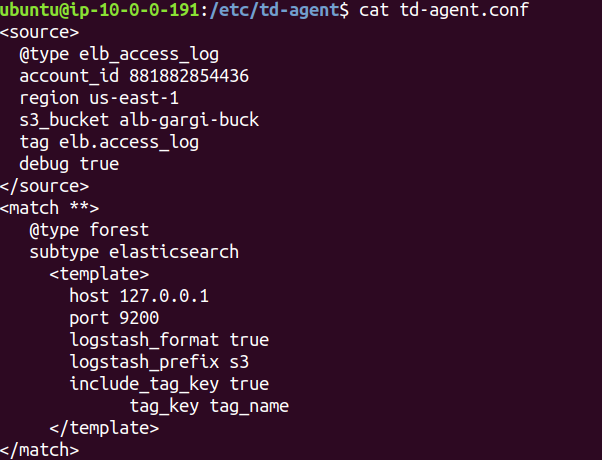 ubuntu@ip-10-0-0-191:/etc/td-agent$ cat td-agent.conf
<source>
  @type elb_access_log
  account_id 881882854436
  region us-east-1
  s3_bucket alb-gargi-buck
  tag elb.access_log
  debug true
</source>
<match **>
   @type forest
   subtype elasticsearch
     <template>
       host 127.0.0.1
       port 9200
       logstash_format true
       logstash_prefix s3
       include_tag_key true
             tag_key tag_name
     </template>
</match>